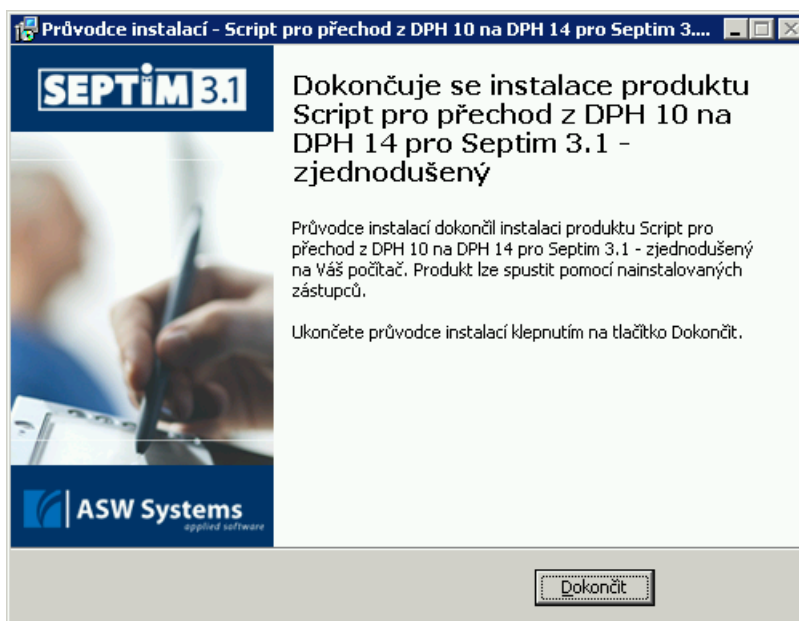 Průvodce instalací - Script pro přechod z DPH 10 na DPH 14 pro Septim 3....
SEPTIM 3.1
Dokončuje se instalace produktu
Script pro přechod z DPH 10 na
DPH 14 pro Septim 3.1 -
zjednodušený
Průvodce instalací dokončil instalaci produktu Script pro
přechod z DPH 10 na DPH 14 pro Septim 3.1 - zjednodušený
na Váš počítač. Produkt lze spustit pomocí nainstalovaných
zástupců.
Ukončete průvodce instalací klepnutím na tlačítko Dokončit.
ASW Systems
applied software
Dokončit